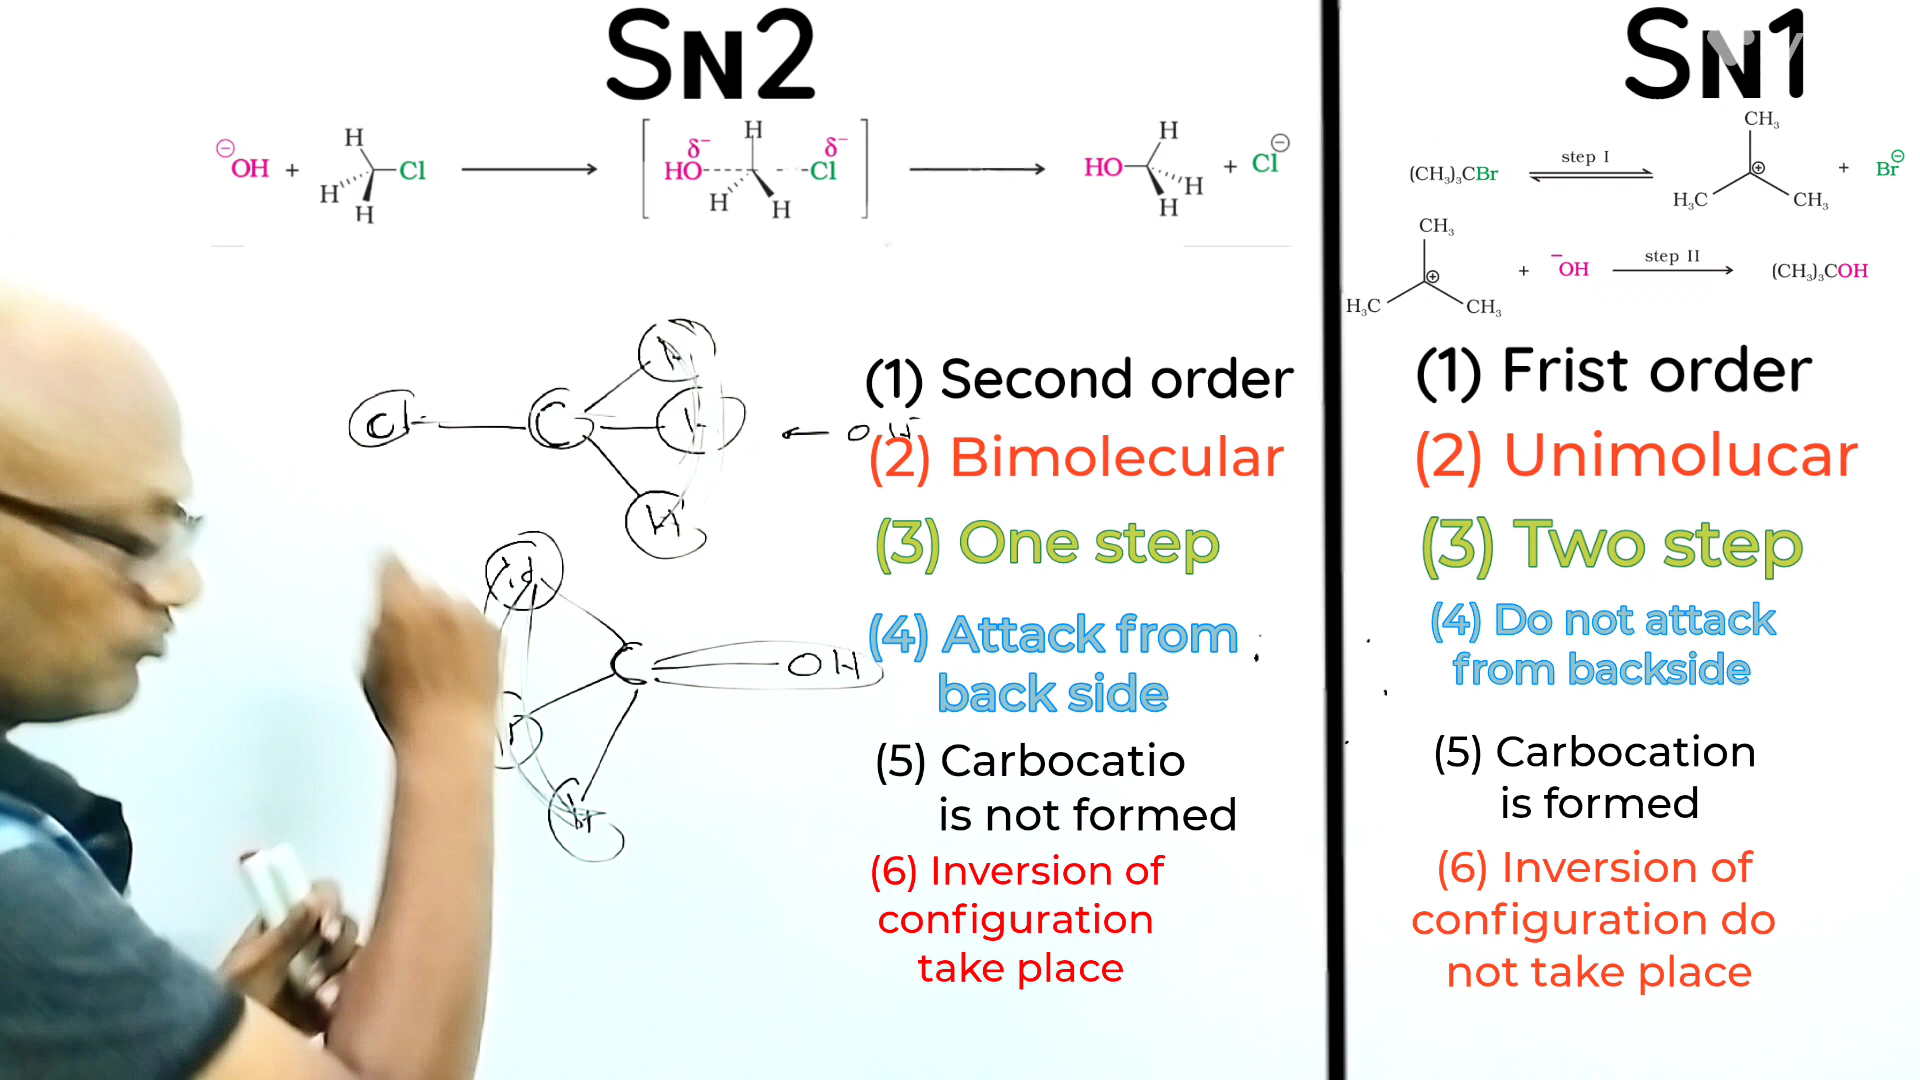 SN2
⊖OH + H H H Cl
[HO δ⁻ H H H Cl δ⁻]
HO H H H + Cl⊖
Cl C H
OH
H
C OH
(1) Second order
(2) Bimolecular
(3) One step
(4) Attack from
back side
(5) Carbocatio
is not formed
(6) Inversion of
configuration
take place
SN1
(CH₃)₃CBr step I CH₃ H₃C ⊕ CH₃ + Br⊖
CH₃ H₃C ⊕ CH₃ + ⁻OH step II (CH₃)₃COH
(1) Frist order
(2) Unimolucar
(3) Two step
(4) Do not attack
from backside
(5) Carbocation
is formed
(6) Inversion of
configuration do
not take place